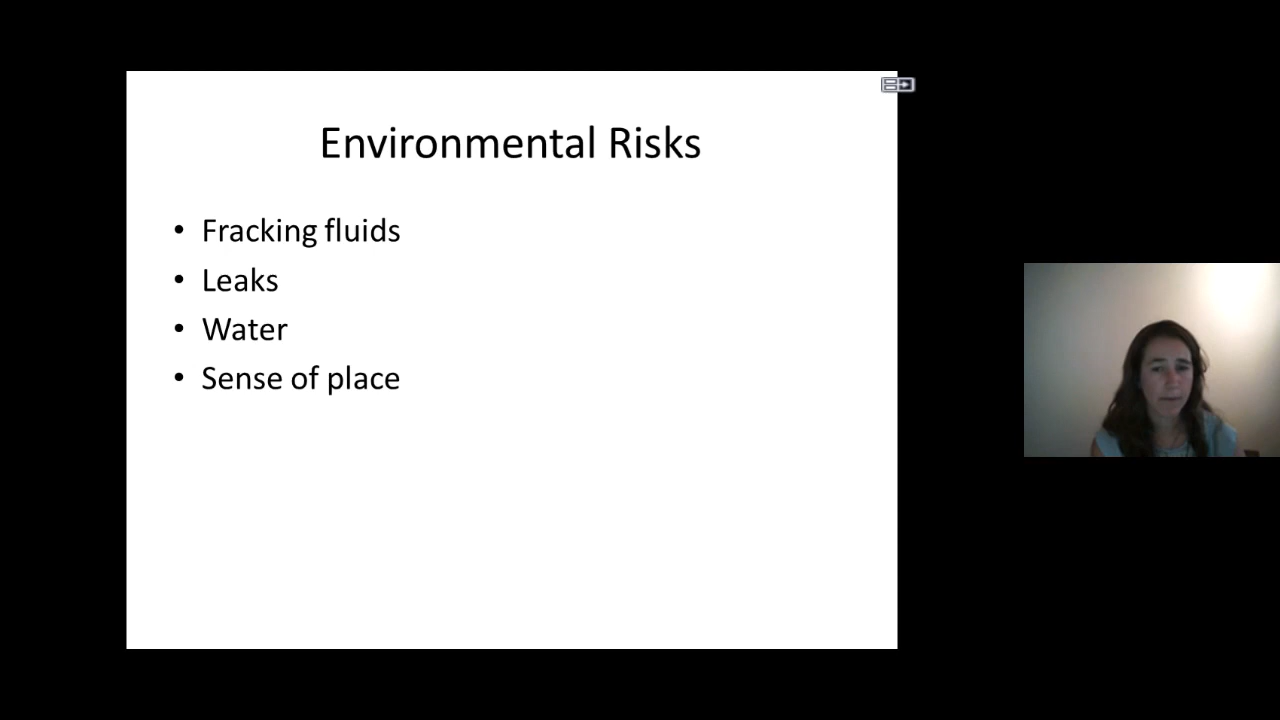 Environmental Risks
• Fracking fluids
• Leaks
• Water
• Sense of place